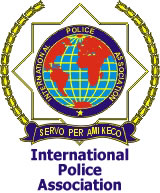 INTERNATIONAL POLICE ASSOCIATION
SERVO PER AMIKECO
International
Police
Association